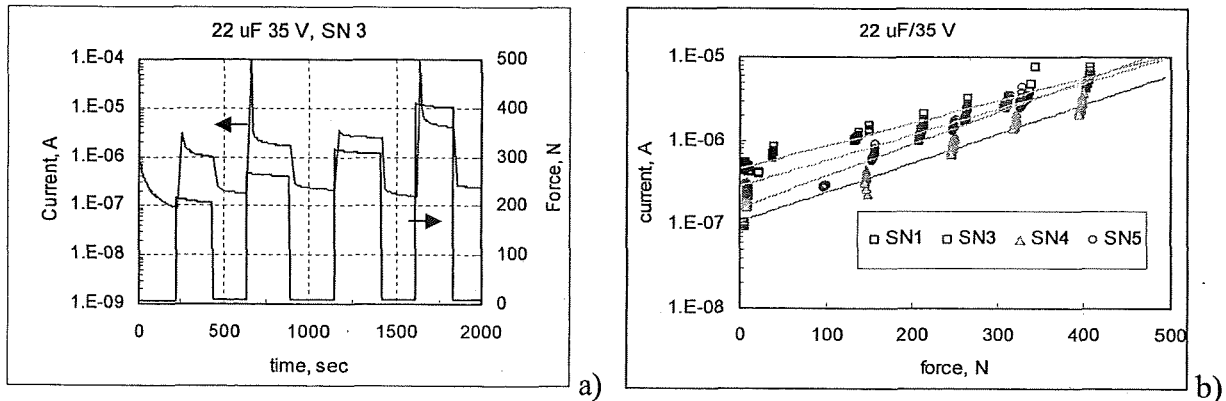 22 uF 35 V, SN 3
Current, A
1.E-04
1.E-05
1.E-06
1.E-07
1.E-08
1.E-09
500
400
300
200
100
0
Force, N
0
500
1000
1500
2000
time, sec
a)
22 uF/35 V
current, A
1.E-05
1.E-06
1.E-07
1.E-08
SN1
SN3
SN4
SN5
0
100
200
300
400
500
force, N
b)